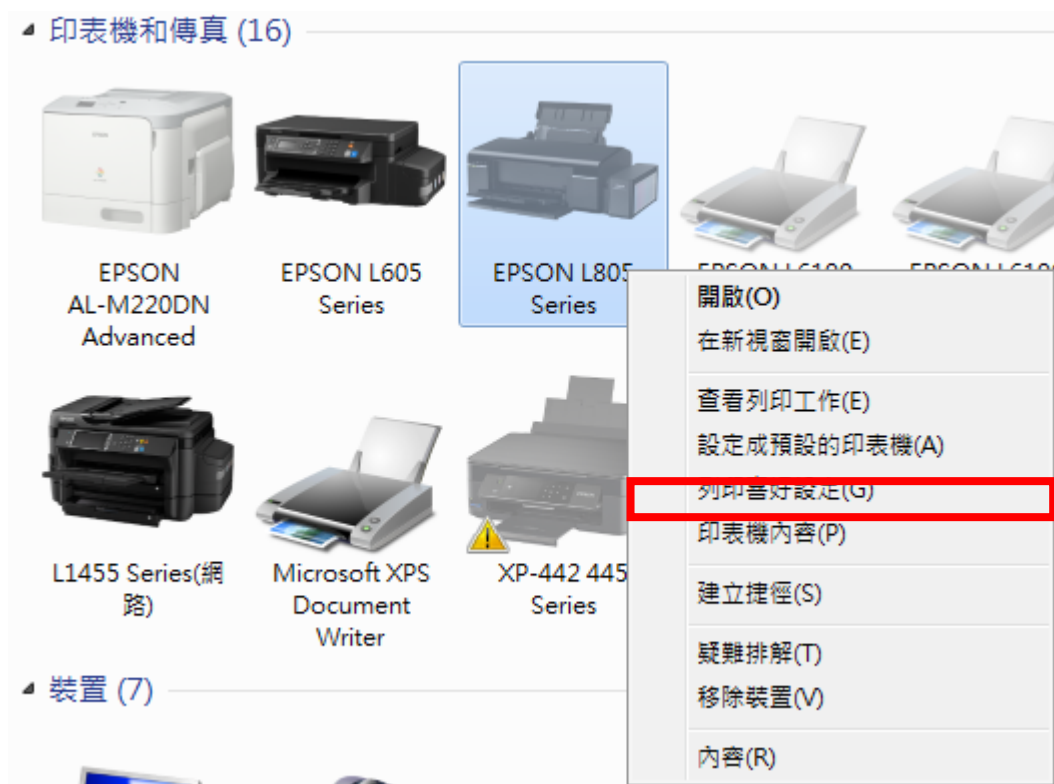 印表機和傳真 (16)
EPSON
AL-M220DN
Advanced
EPSON L605
Series
EPSON L805
Series
開啟(O)
在新視窗開啟(E)
查看列印工作(E)
設定成預設的印表機(A)
列印喜好設定(G)
印表機內容(P)
建立捷徑(S)
疑難排解(T)
移除裝置(V)
內容(R)
L1455 Series(網
路)
Microsoft XPS
Document
Writer
XP-442 445
Series
裝置 (7)